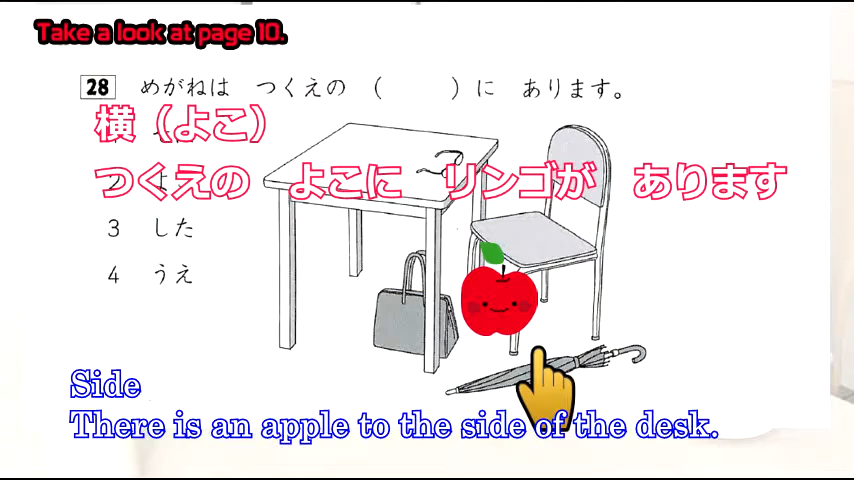 Take a look at page 10.
28 めがねは つくえの ( )に あります。
横（よこ）
つくえの よこに リンゴが あります
3 した
4 うえ
Side
There is an apple to the side of the desk.